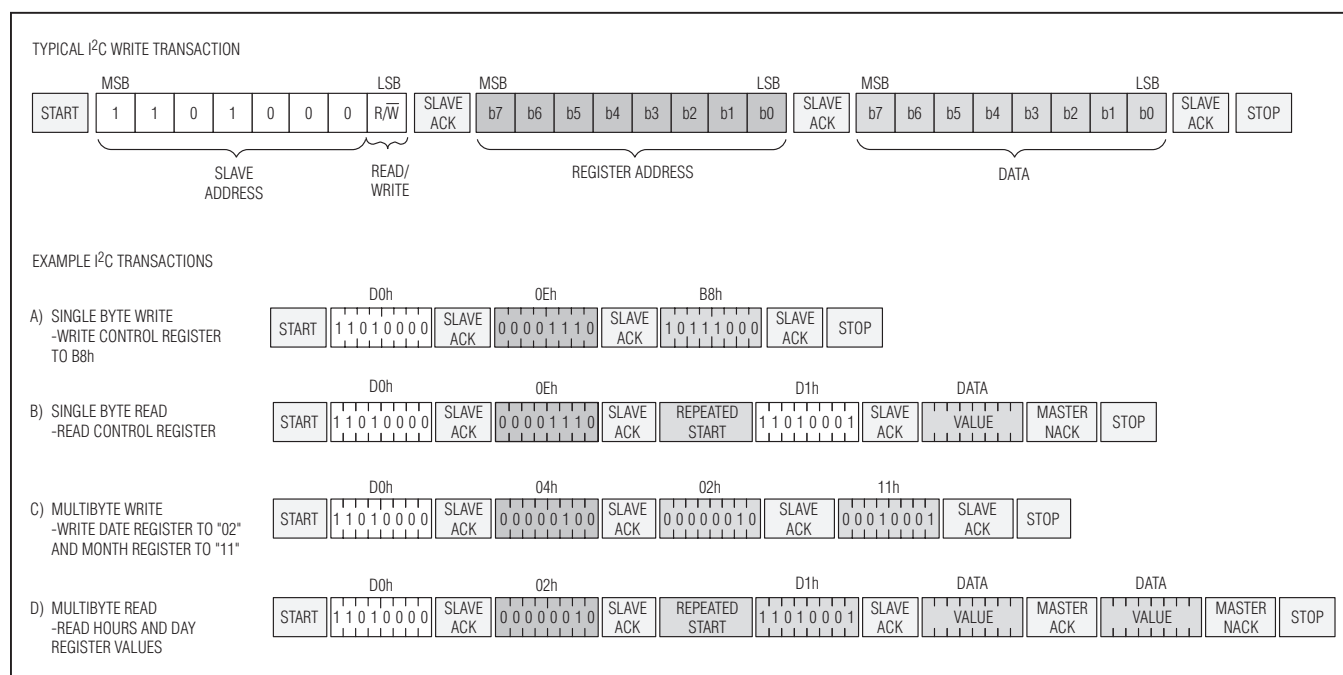 TYPICAL I2C WRITE TRANSACTION
MSB LSB MSB LSB MSB LSB
START 1 1 0 1 0 0 0 R/W̅ SLAVE ACK b7 b6 b5 b4 b3 b2 b1 b0 SLAVE ACK b7 b6 b5 b4 b3 b2 b1 b0 SLAVE ACK STOP
SLAVE ADDRESS READ/WRITE REGISTER ADDRESS DATA
EXAMPLE I2C TRANSACTIONS
D0h 0Eh B8h
A) SINGLE BYTE WRITE
-WRITE CONTROL REGISTER
TO B8h
START 11010000 SLAVE ACK 00001110 SLAVE ACK 10111000 SLAVE ACK STOP
D0h 0Eh D1h DATA
B) SINGLE BYTE READ
-READ CONTROL REGISTER
START 11010000 SLAVE ACK 00001110 SLAVE ACK REPEATED START 11010001 SLAVE ACK VALUE MASTER NACK STOP
D0h 04h 02h 11h
C) MULTIBYTE WRITE
-WRITE DATE REGISTER TO "02"
AND MONTH REGISTER TO "11"
START 11010000 SLAVE ACK 00000100 SLAVE ACK 00000010 SLAVE ACK 00010001 SLAVE ACK STOP
D0h 02h D1h DATA DATA
D) MULTIBYTE READ
-READ HOURS AND DAY
REGISTER VALUES
START 11010000 SLAVE ACK 00000010 SLAVE ACK REPEATED START 11010001 SLAVE ACK VALUE MASTER ACK VALUE MASTER NACK STOP